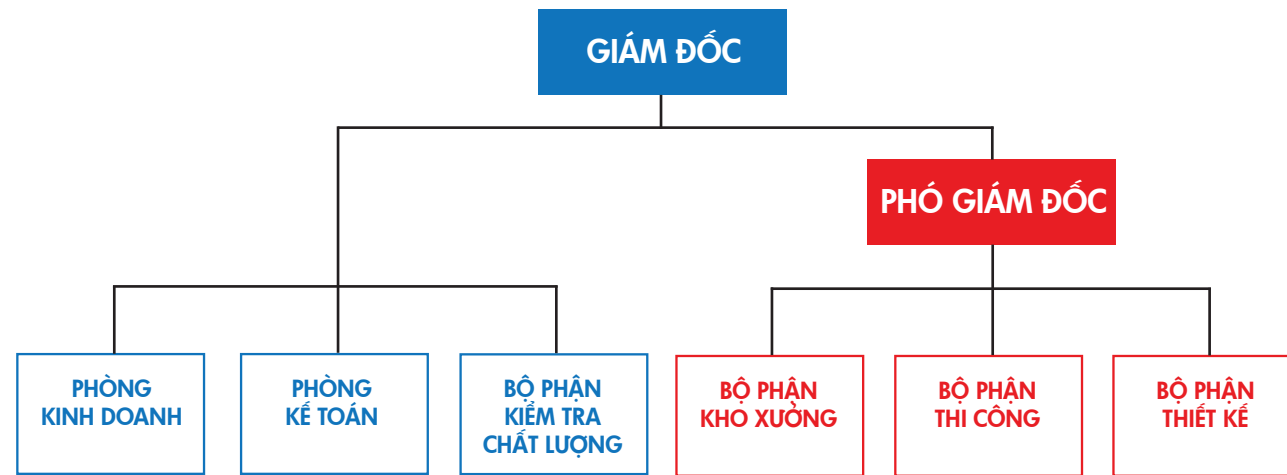 GIÁM ĐỐC
PHÓ GIÁM ĐỐC
PHÒNG
KINH DOANH
PHÒNG
KẾ TOÁN
BỘ PHẬN
KIỂM TRA
CHẤT LƯỢNG
BỘ PHẬN
KHO XƯỞNG
BỘ PHẬN
THI CÔNG
BỘ PHẬN
THIẾT KẾ